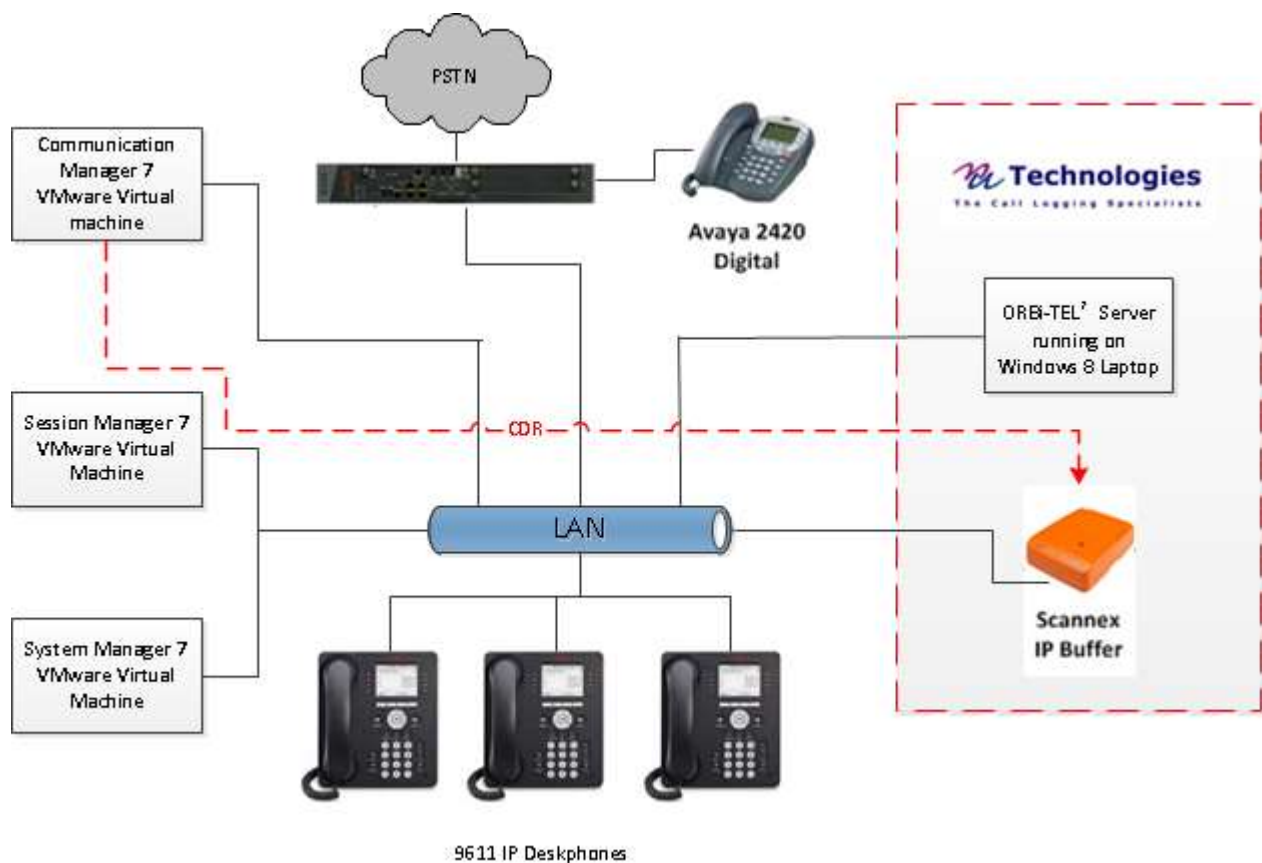 PSTN
Communication
Manager 7
VMware Virtual
machine
Avaya 2420
Digital
Technologies
The Call Logging Specialists
ORBi-TEL⁷ Server
running on
Windows 8 Laptop
Session Manager 7
VMware Virtual
Machine
CDR
LAN
Scannex
IP Buffer
System Manager 7
VMware Virtual
Machine
9611 IP Deskphones